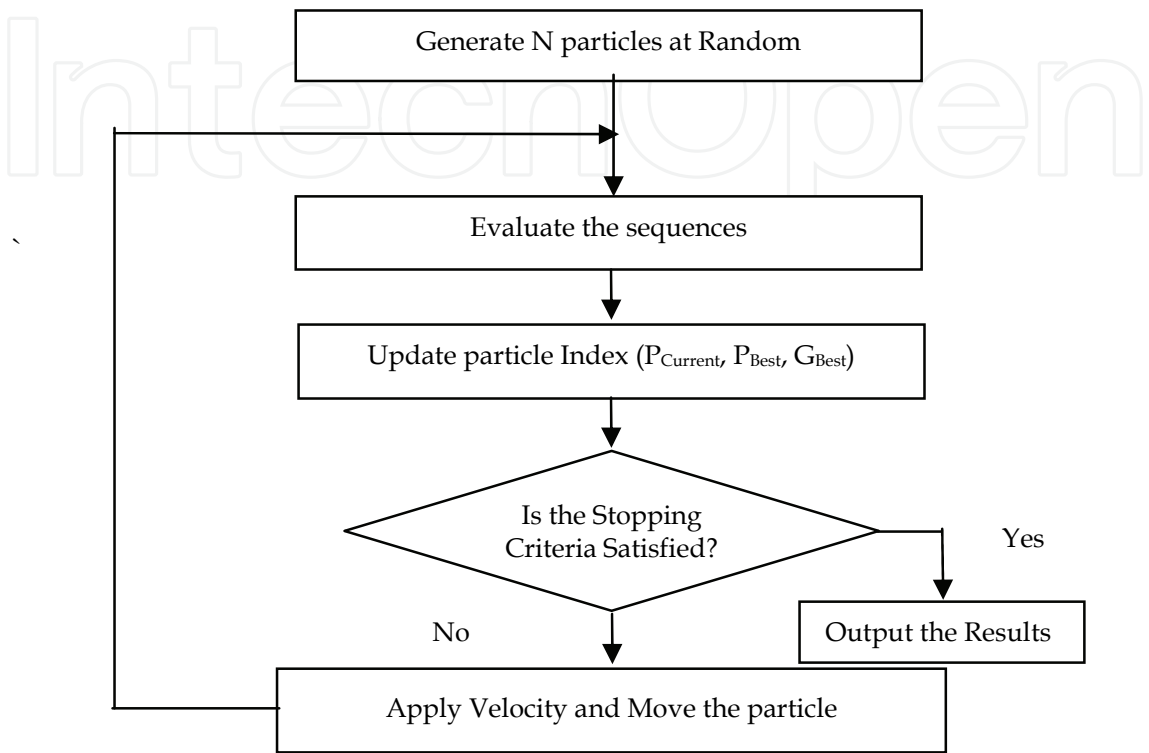 IntechOpen
Generate N particles at Random
Evaluate the sequences
`
Update particle Index (PCurrent, PBest, GBest)
Is the Stopping
Criteria Satisfied?
Yes
No
Output the Results
Apply Velocity and Move the particle